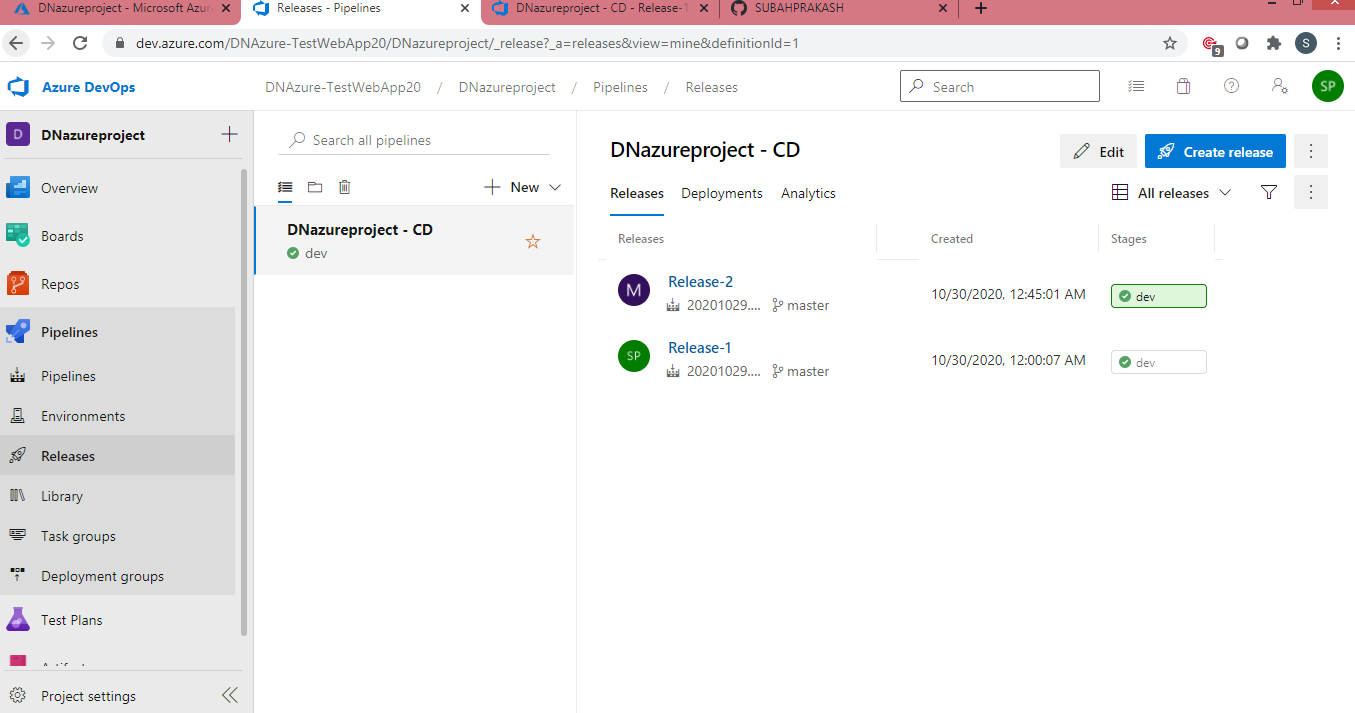 DNazureproject - Microsoft Azur
Releases - Pipelines
DNazureproject - CD - Release-1
SUBAHPRAKASH
dev.azure.com/DNAzure-TestWebApp20/DNazureproject/_release?_a=releases&view=mine&definitionId=1
9
S
Azure DevOps
DNAzure-TestWebApp20 / DNazureproject / Pipelines / Releases
Search
SP
D
DNazureproject
Overview
Boards
Repos
Pipelines
Pipelines
Environments
Releases
Library
Task groups
Deployment groups
Test Plans
Project settings
Search all pipelines
New
DNazureproject - CD
dev
DNazureproject - CD
Edit
Create release
Releases
Deployments
Analytics
All releases
Releases
Created
Stages
M
Release-2
20201029.... master
10/30/2020, 12:45:01 AM
dev
SP
Release-1
20201029.... master
10/30/2020, 12:00:07 AM
dev